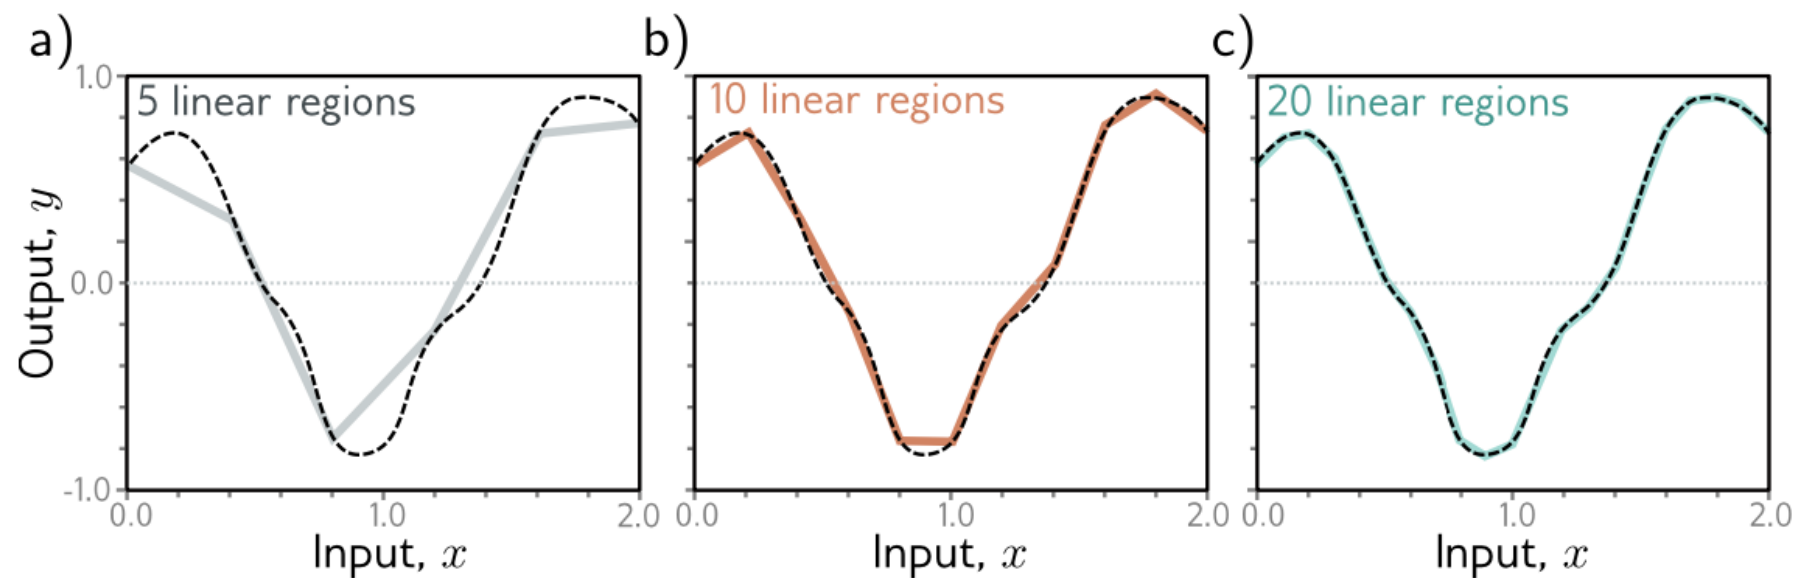 a)
b)
c)
5 linear regions
10 linear regions
20 linear regions
1.0
0.0
-1.0
Output, y
0.0 1.0 2.0
0.0 1.0 2.0
0.0 1.0 2.0
Input, x
Input, x
Input, x